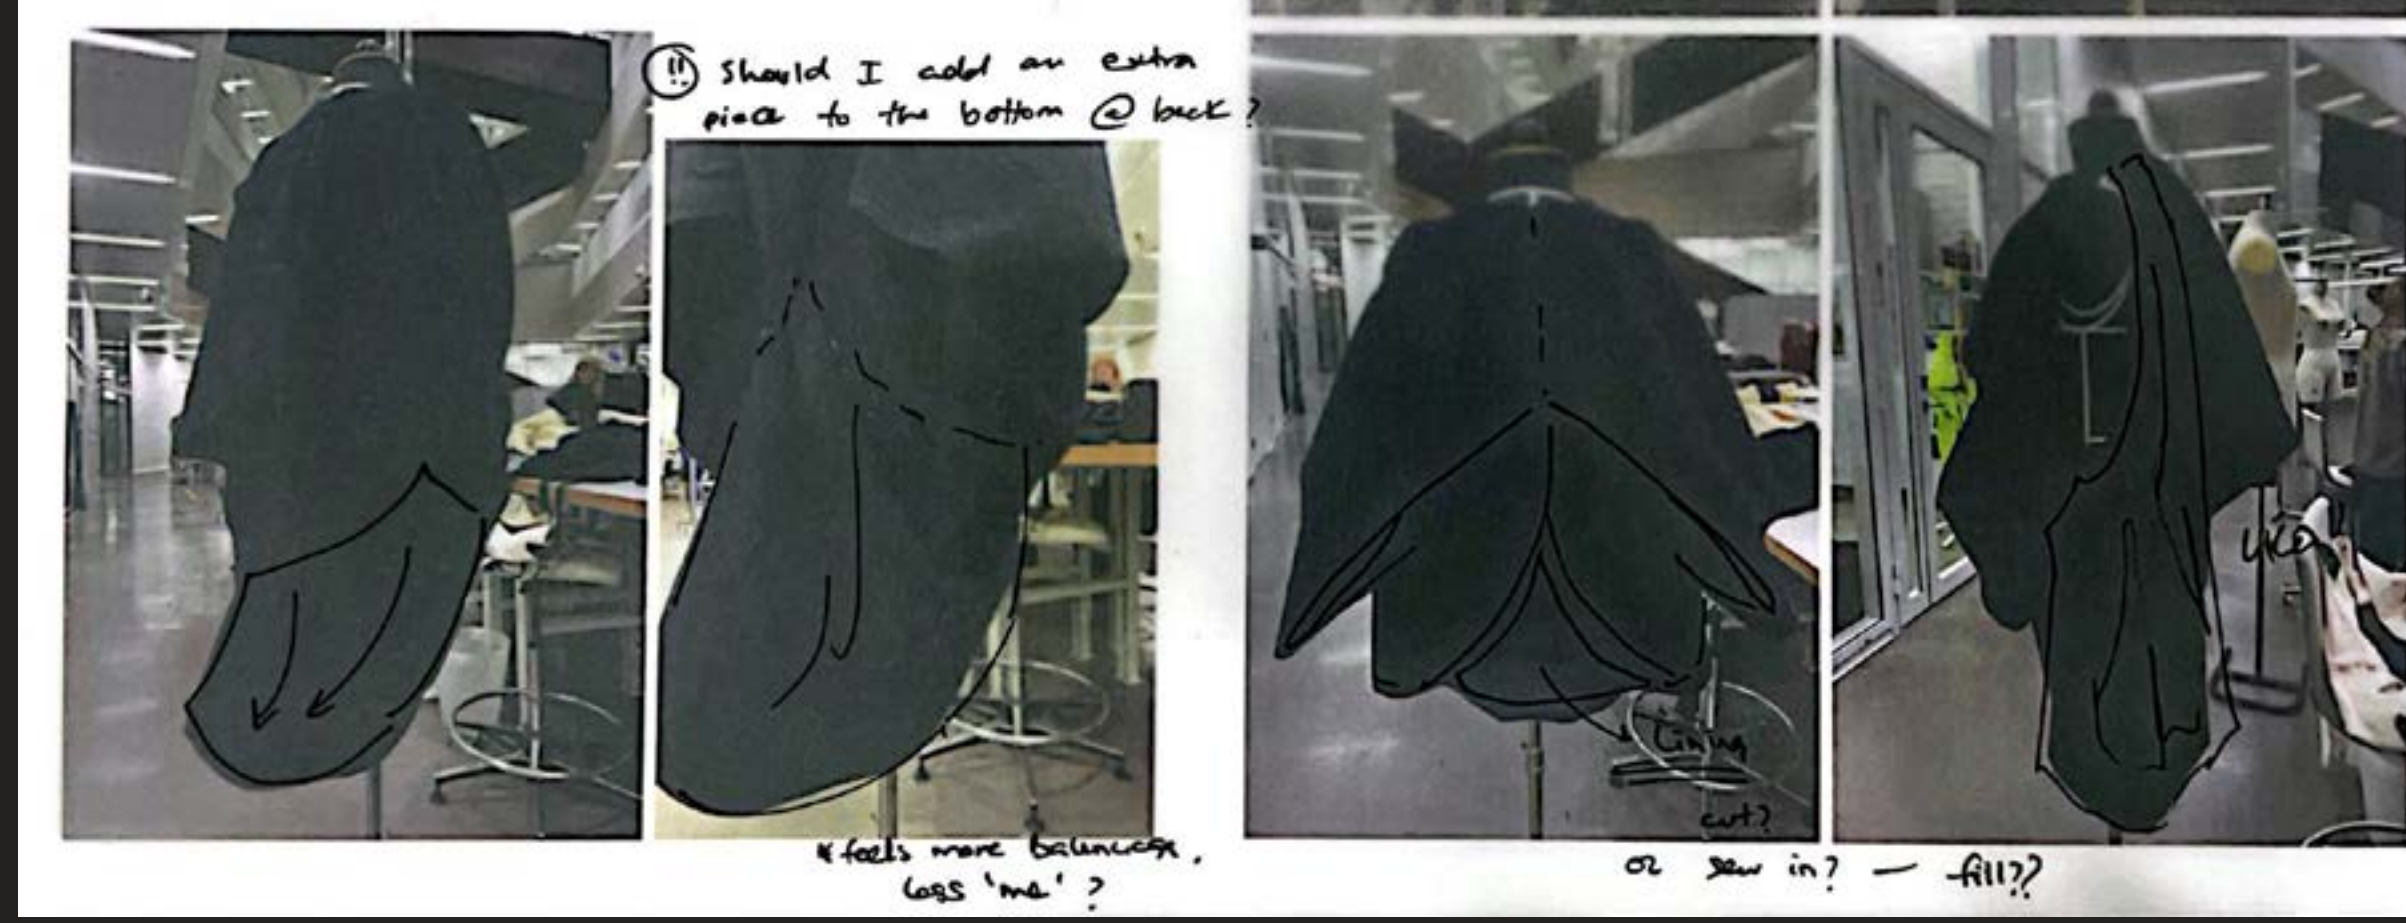 !! Should I add an extra
piece to the bottom @ back?
* feels more balanced,
less 'me'?
Lining
cut?
or sew in? — fill??